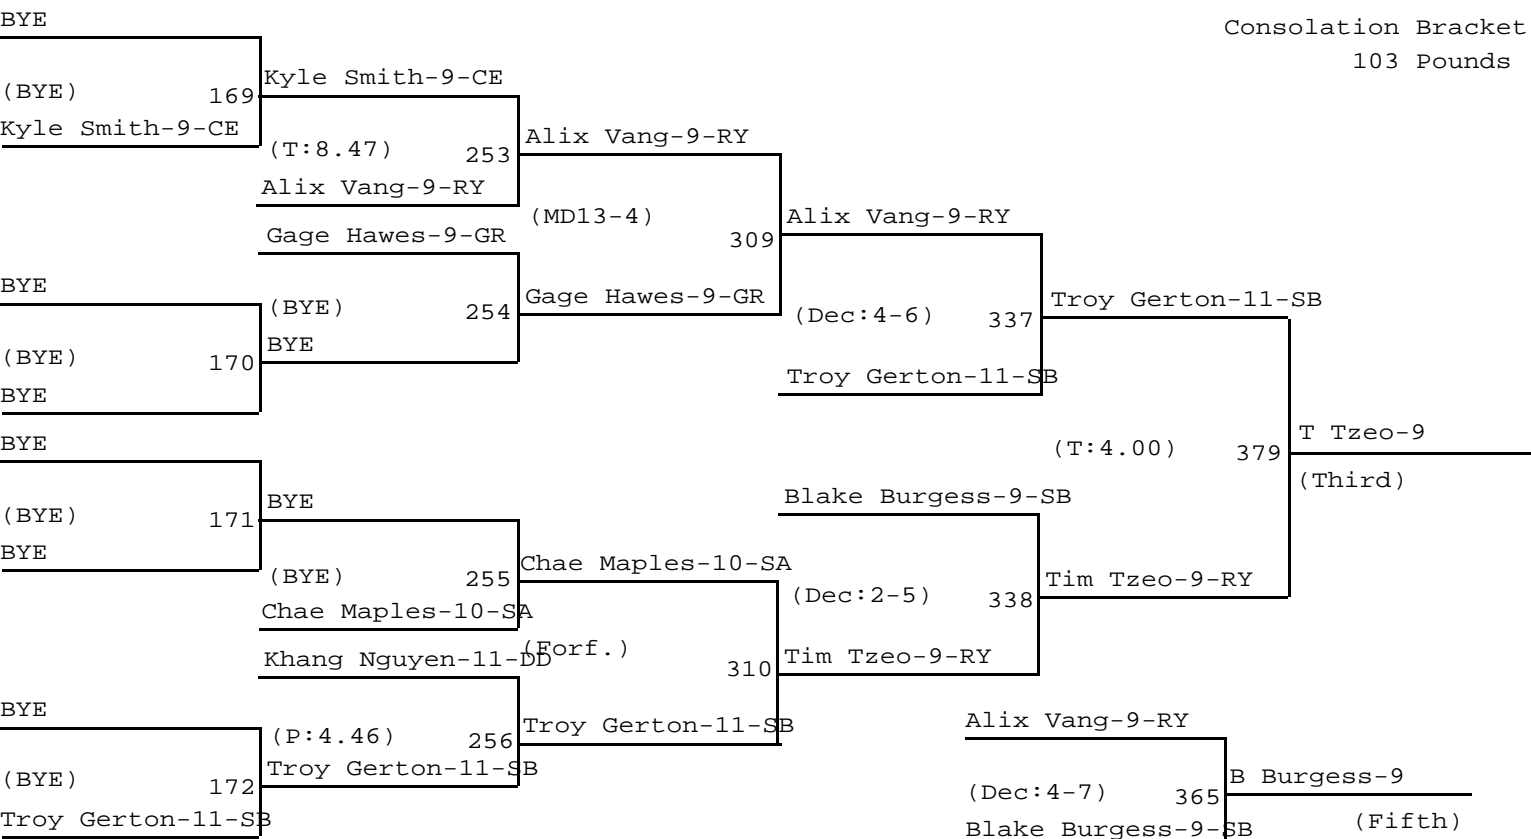 BYE
Consolation Bracket
103 Pounds
Kyle Smith-9-CE
(BYE)
169
Kyle Smith-9-CE
Alix Vang-9-RY
(T:8.47)
253
Alix Vang-9-RY
(MD13-4)
Alix Vang-9-RY
Gage Hawes-9-GR
309
BYE
Gage Hawes-9-GR
Troy Gerton-11-SB
(BYE)
254
(Dec:4-6)
337
BYE
(BYE)
170
Troy Gerton-11-SB
BYE
BYE
T Tzeo-9
(T:4.00)
379
(Third)
BYE
Blake Burgess-9-SB
(BYE)
171
BYE
Chae Maples-10-SA
(BYE)
255
Tim Tzeo-9-RY
(Dec:2-5)
338
Chae Maples-10-SA
(Forf.)
Khang Nguyen-11-DD
310
Tim Tzeo-9-RY
BYE
Troy Gerton-11-SB
Alix Vang-9-RY
(P:4.46)
256
Troy Gerton-11-SB
(BYE)
172
B Burgess-9
(Dec:4-7)
365
Troy Gerton-11-SB
Blake Burgess-9-SB
(Fifth)